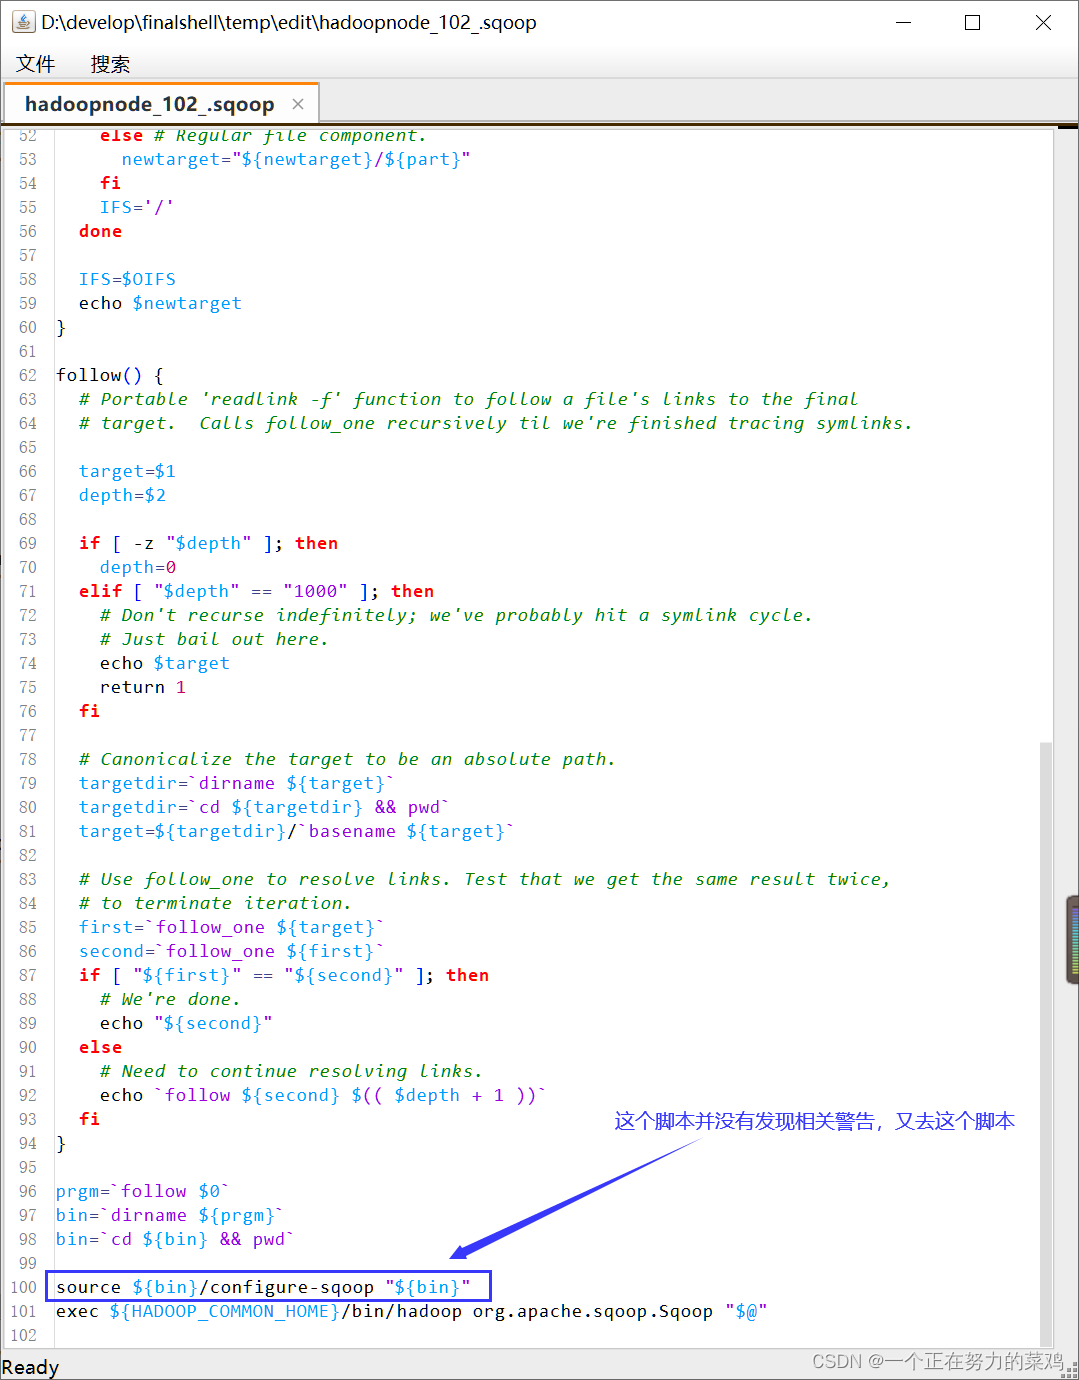 D:\develop\finalshell\temp\edit\hadoopnode_102_.sqoop
文件 搜索
hadoopnode_102_.sqoop
52 else # Regular file component.
53 newtarget="${newtarget}/${part}"
54 fi
55 IFS='/'
56 done
57
58 IFS=$OIFS
59 echo $newtarget
60 }
61
62 follow() {
63 # Portable 'readlink -f' function to follow a file's links to the final
64 # target.  Calls follow_one recursively til we're finished tracing symlinks.
65
66 target=$1
67 depth=$2
68
69 if [ -z "$depth" ]; then
70 depth=0
71 elif [ "$depth" == "1000" ]; then
72 # Don't recurse indefinitely; we've probably hit a symlink cycle.
73 # Just bail out here.
74 echo $target
75 return 1
76 fi
77
78 # Canonicalize the target to be an absolute path.
79 targetdir=`dirname ${target}`
80 targetdir=`cd ${targetdir} && pwd`
81 target=${targetdir}/`basename ${target}`
82
83 # Use follow_one to resolve links. Test that we get the same result twice,
84 # to terminate iteration.
85 first=`follow_one ${target}`
86 second=`follow_one ${first}`
87 if [ "${first}" == "${second}" ]; then
88 # We're done.
89 echo "${second}"
90 else
91 # Need to continue resolving links.
92 echo `follow ${second} $(( $depth + 1 ))`
93 fi
这个脚本并没有发现相关警告，又去这个脚本
94 }
95
96 prgm=`follow $0`
97 bin=`dirname ${prgm}`
98 bin=`cd ${bin} && pwd`
99
100 source ${bin}/configure-sqoop "${bin}"
101 exec ${HADOOP_COMMON_HOME}/bin/hadoop org.apache.sqoop.Sqoop "$@"
102
Ready
CSDN @一个正在努力的菜鸡